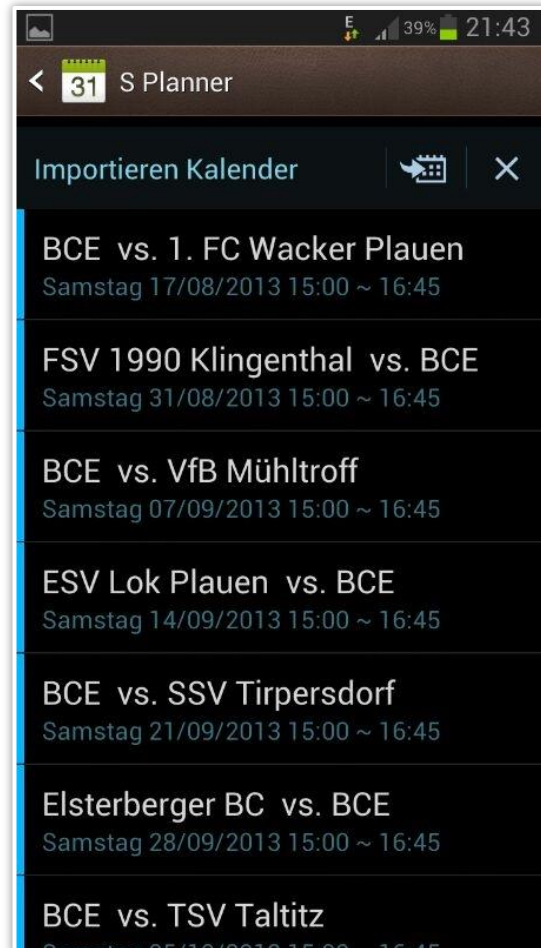 E 39% 21:43
31 S Planner
Importieren Kalender
BCE vs. 1. FC Wacker Plauen
Samstag 17/08/2013 15:00 ~ 16:45
FSV 1990 Klingenthal vs. BCE
Samstag 31/08/2013 15:00 ~ 16:45
BCE vs. VfB Mühltroff
Samstag 07/09/2013 15:00 ~ 16:45
ESV Lok Plauen vs. BCE
Samstag 14/09/2013 15:00 ~ 16:45
BCE vs. SSV Tirpersdorf
Samstag 21/09/2013 15:00 ~ 16:45
Elsterberger BC vs. BCE
Samstag 28/09/2013 15:00 ~ 16:45
BCE vs. TSV Taltitz